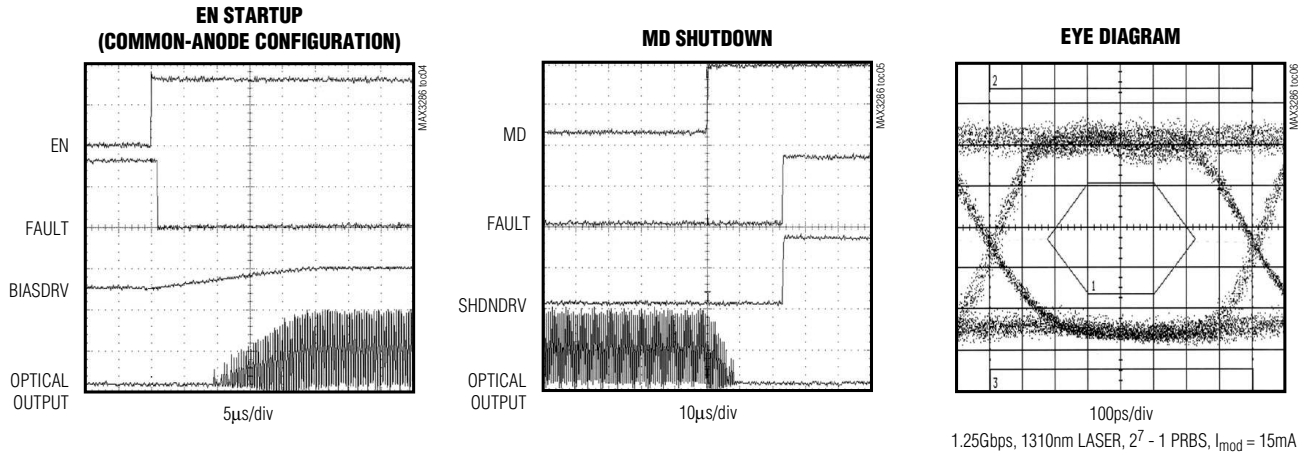 EN STARTUP
(COMMON-ANODE CONFIGURATION)
MAX3286 toc04
EN
FAULT
BIASDRV
OPTICAL
OUTPUT
5μs/div
MD SHUTDOWN
MAX3286 toc05
MD
FAULT
SHDNDRV
OPTICAL
OUTPUT
10μs/div
EYE DIAGRAM
MAX3286 toc06
2
1
3
100ps/div
1.25Gbps, 1310nm LASER, 2⁷ - 1 PRBS, Imod = 15mA